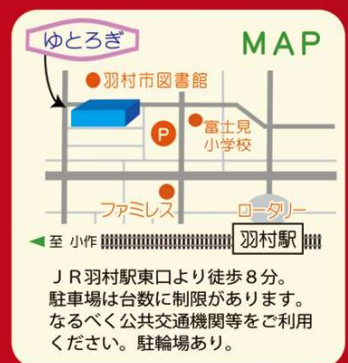 ゆとろぎ
MAP
羽村市図書館
P
富士見
小学校
ファミレス
ロータリー
◀至 小作
羽村駅
ＪＲ羽村駅東口より徒歩８分。
駐車場は台数に制限があります。
なるべく公共交通機関等をご利用
ください。駐輪場あり。